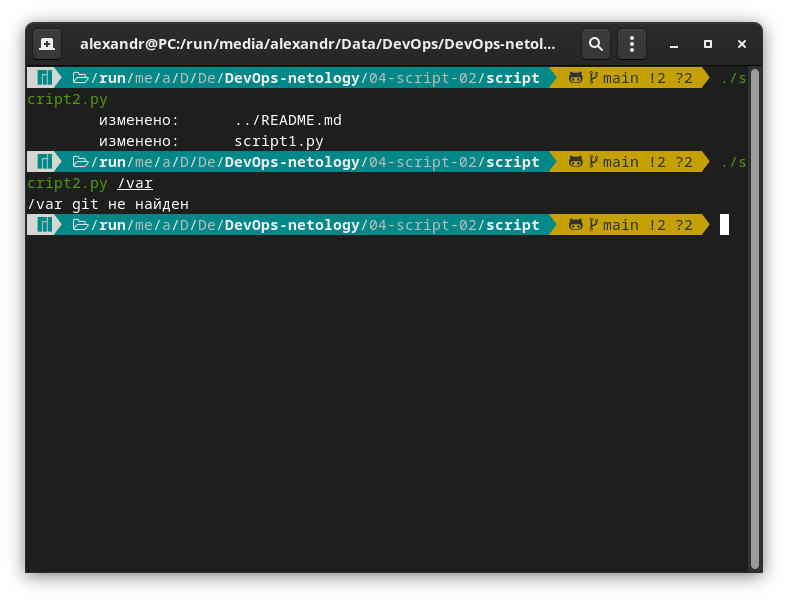 alexandr@PC:/run/media/alexandr/Data/DevOps/DevOps-netol...
/run/me/a/D/De/DevOps-netology/04-script-02/script main !2 ?2 ./s
cript2.py
изменено: ../README.md
изменено: script1.py
/run/me/a/D/De/DevOps-netology/04-script-02/script main !2 ?2 ./s
cript2.py /var
/var git не найден
/run/me/a/D/De/DevOps-netology/04-script-02/script main !2 ?2